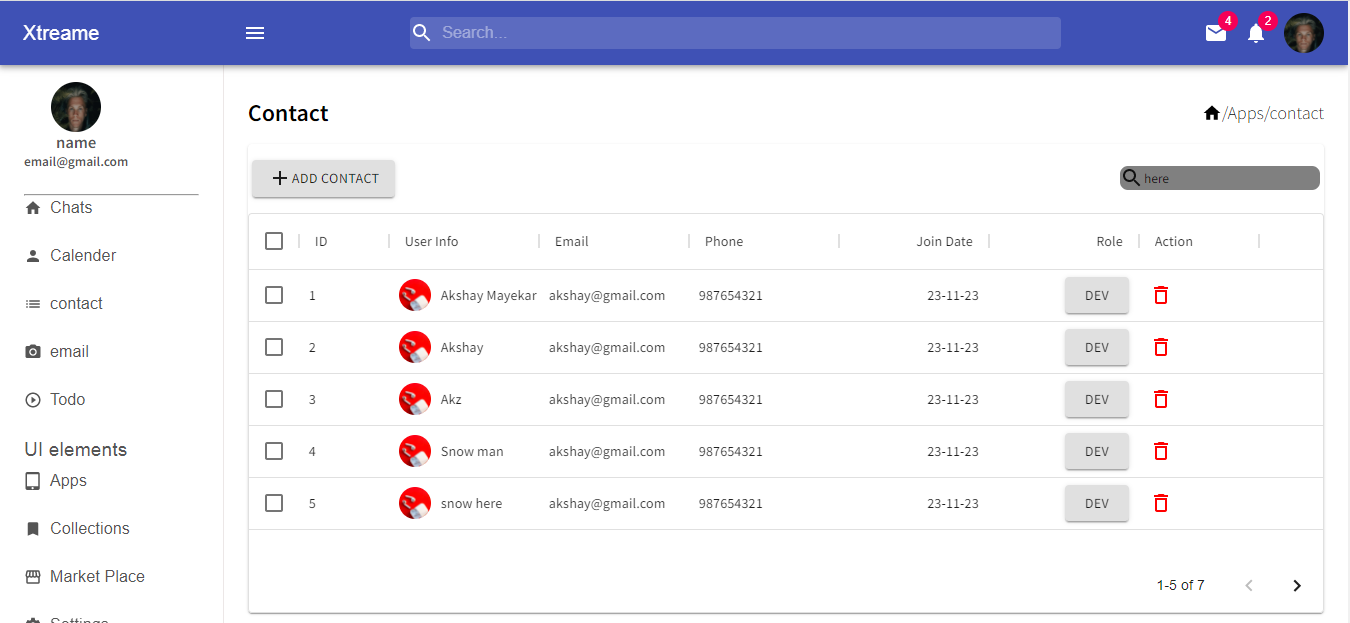 Xtreame
Search...
4
2
name
email@gmail.com
Chats
Calender
contact
email
Todo
UI elements
Apps
Collections
Market Place
Settings
Contact
/Apps/contact
ADD CONTACT
here
ID User Info Email Phone Join Date Role Action
1 Akshay Mayekar akshay@gmail.com 987654321 23-11-23 DEV
2 Akshay akshay@gmail.com 987654321 23-11-23 DEV
3 Akz akshay@gmail.com 987654321 23-11-23 DEV
4 Snow man akshay@gmail.com 987654321 23-11-23 DEV
5 snow here akshay@gmail.com 987654321 23-11-23 DEV
1-5 of 7